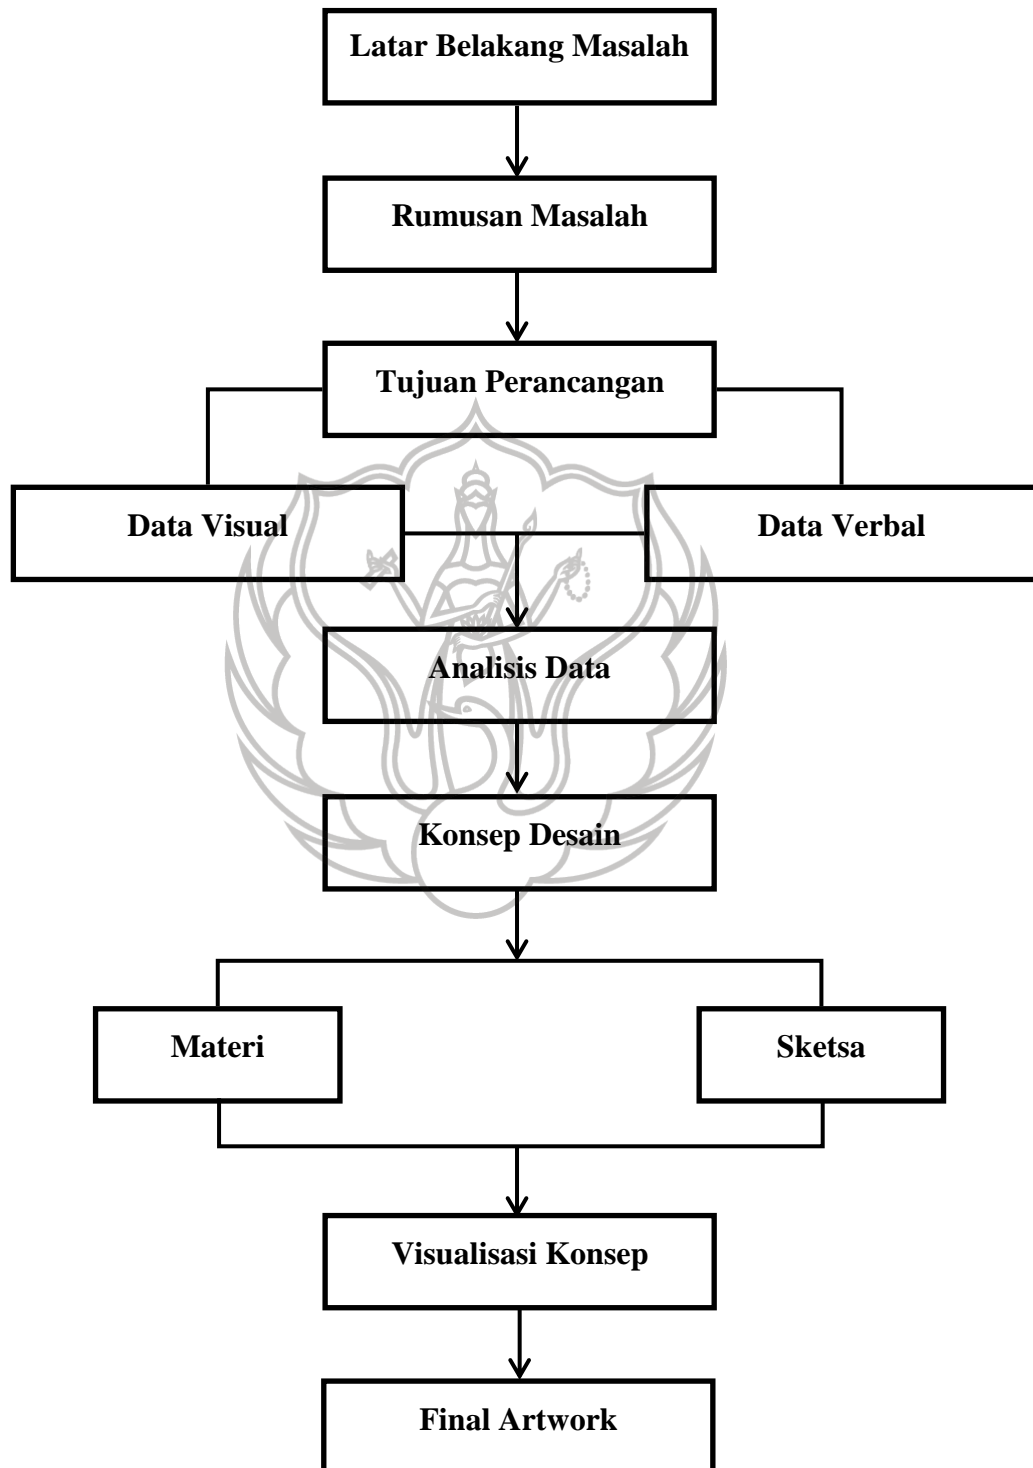 Latar Belakang Masalah
Rumusan Masalah
Tujuan Perancangan
Data Visual
Data Verbal
Analisis Data
Konsep Desain
Materi
Sketsa
Visualisasi Konsep
Final Artwork